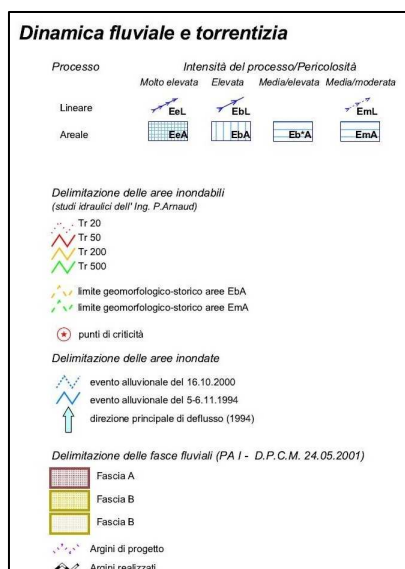 Dinamica fluviale e torrentizia
Processo
Intensità del processo/Pericolosità
Molto elevata Elevata Media/elevata Media/moderata
Lineare EeL EbL EmL
Areale EeA EbA Eb*A EmA
Delimitazione delle aree inondabili
(studi idraulici dell' Ing. P.Arnaud)
Tr 20
Tr 50
Tr 200
Tr 500
limite geomorfologico-storico aree EbA
limite geomorfologico-storico aree EmA
punti di criticità
Delimitazione delle aree inondate
evento alluvionale del 16.10.2000
evento alluvionale del 5-6.11.1994
direzione principale di deflusso (1994)
Delimitazione delle fasce fluviali (PA I - D.P.C.M. 24.05.2001)
Fascia A
Fascia B
Fascia B
Argini di progetto
Argini realizzati